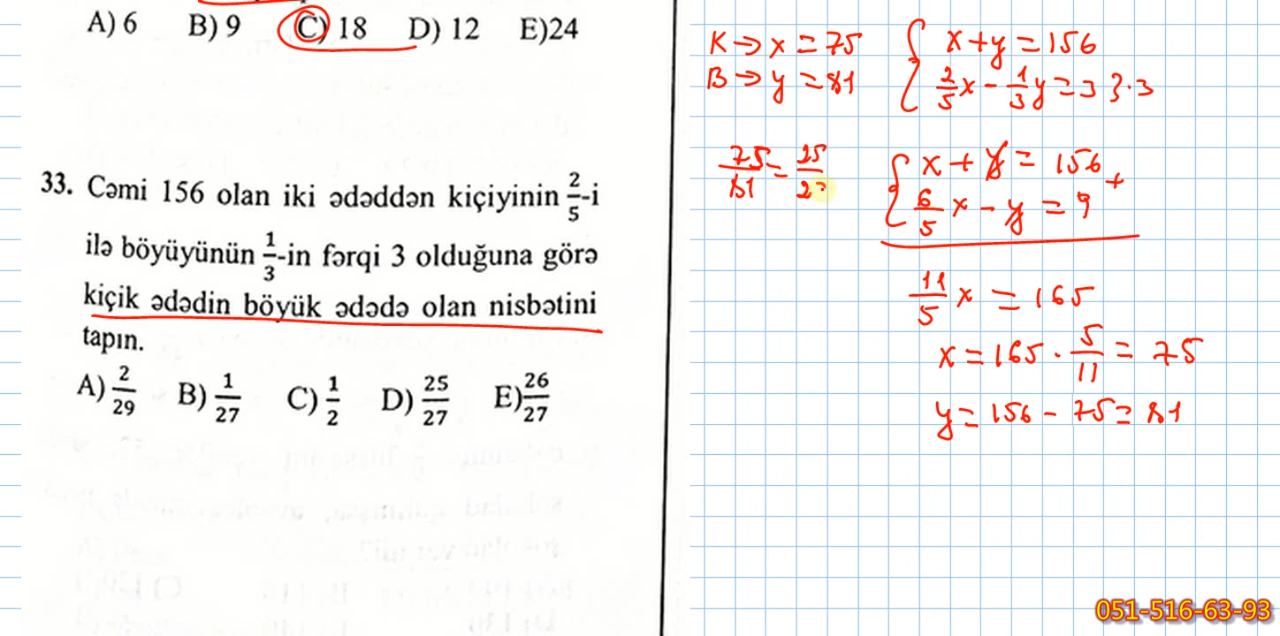 A) 6 B) 9 C) 18 D) 12 E)24
33. Cəmi 156 olan iki ədəddən kiçiyinin 2/5-i
ilə böyüyünün 1/3-in fərqi 3 olduğuna görə
kiçik ədədin böyük ədədə olan nisbətini
tapın.
A) 2/29 B) 1/27 C) 1/2 D) 25/27 E) 26/27
K → x = 75
B → y = 81
75/81 = 25/27
x + y = 156
2/5 x - 1/3 y = 3 } · 3
x + y = 156
+
6/5 x - y = 9
11/5 x = 165
x = 165 · 5/11 = 75
y = 156 - 75 = 81
051-516-63-93